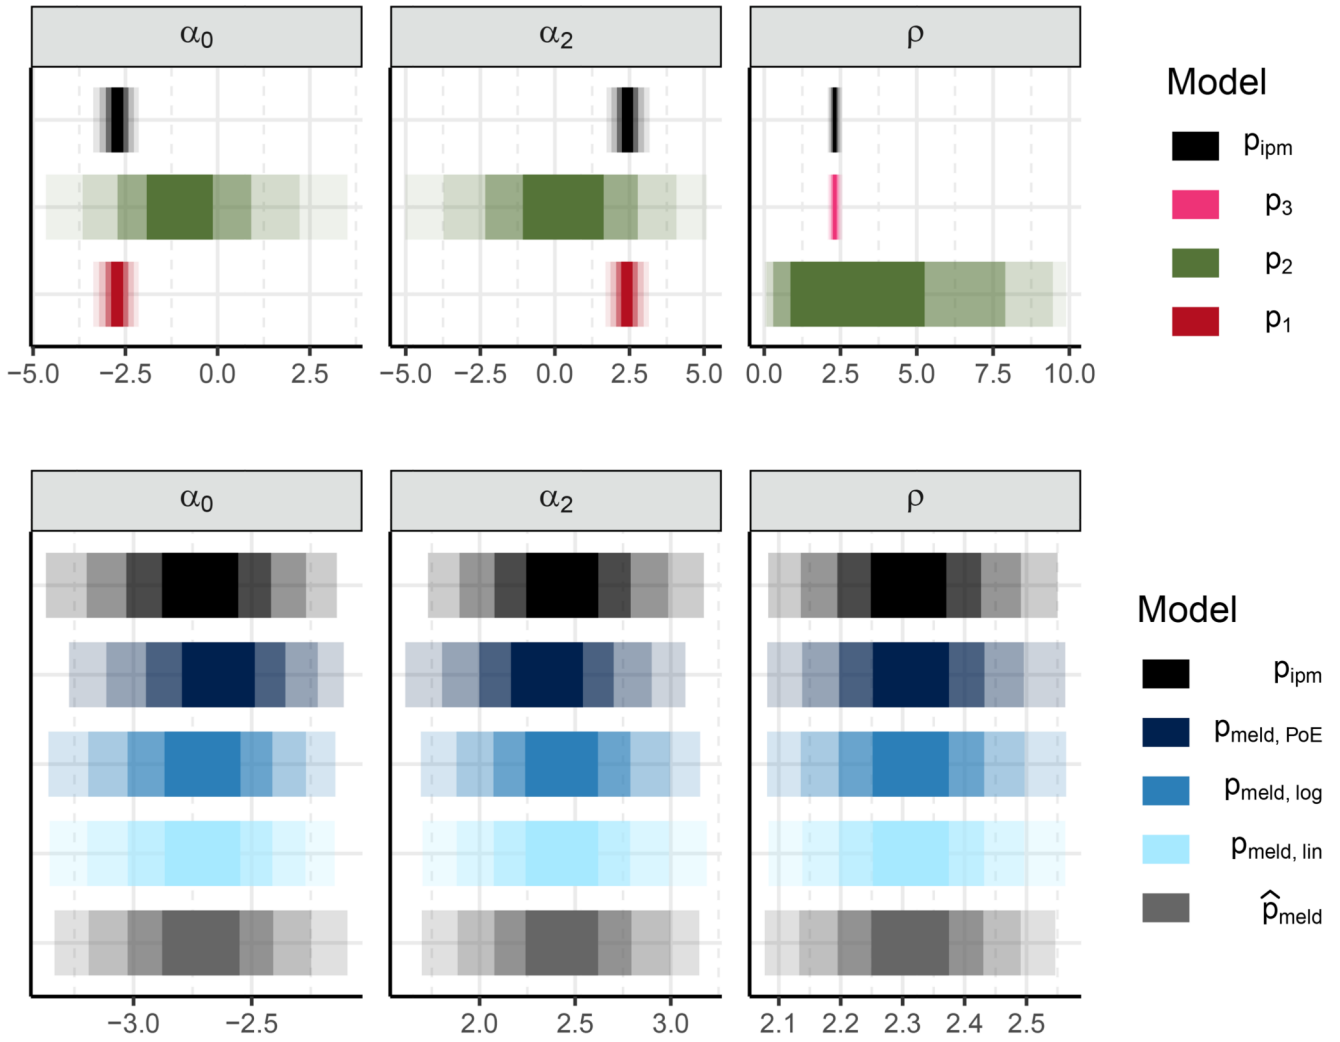 α0 α2 ρ
Model
pipm
p3
p2
p1
−5.0 −2.5 0.0 2.5 −5.0 −2.5 0.0 2.5 5.0 0.0 2.5 5.0 7.5 10.0
α0 α2 ρ
Model
pipm
pmeld, PoE
pmeld, log
pmeld, lin
p̂meld
−3.0 −2.5 2.0 2.5 3.0 2.1 2.2 2.3 2.4 2.5